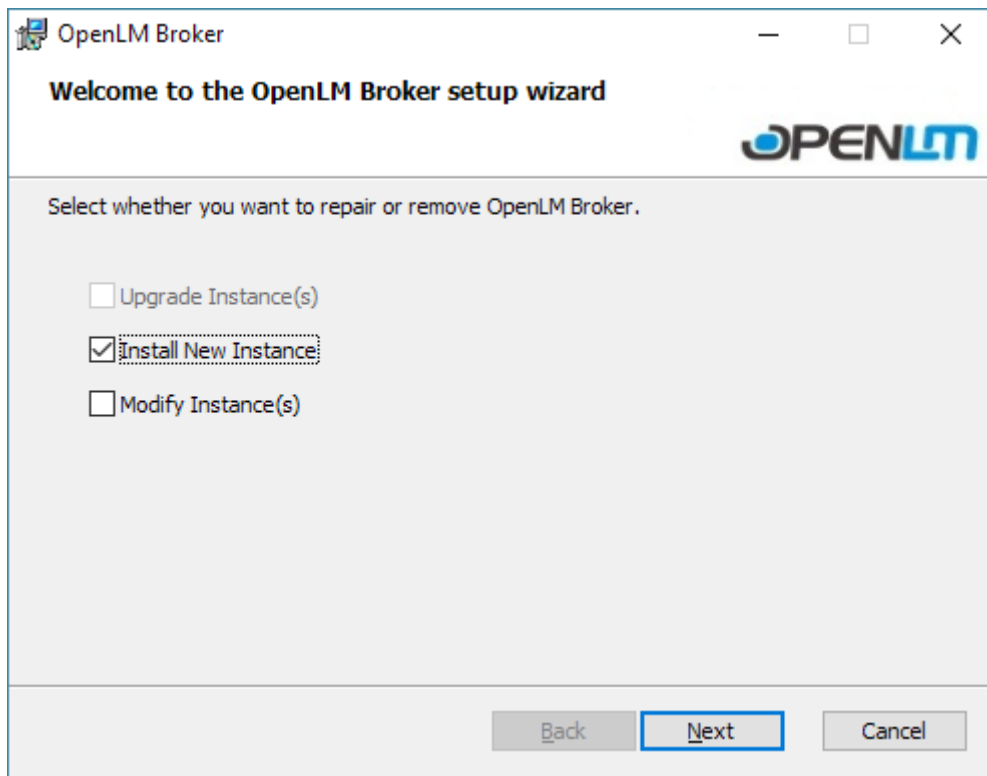 OpenLM Broker
Welcome to the OpenLM Broker setup wizard
OPENLM
Select whether you want to repair or remove OpenLM Broker.
Upgrade Instance(s)
Install New Instance
Modify Instance(s)
Back Next Cancel